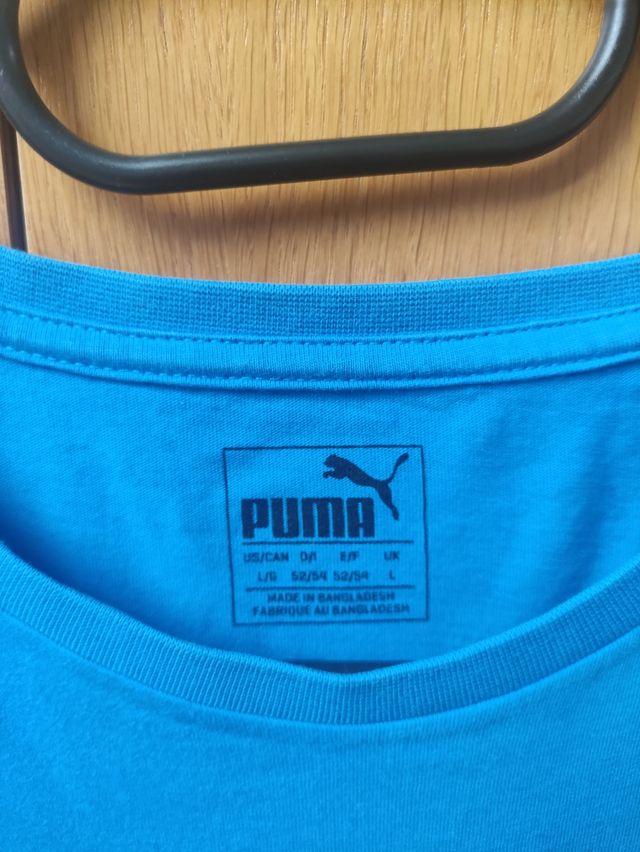 PUMA
US/CAN D/I E/F UK
L/G 52/54 52/54 L
MADE IN BANGLADESH
FABRIQUE AU BANGLADESH